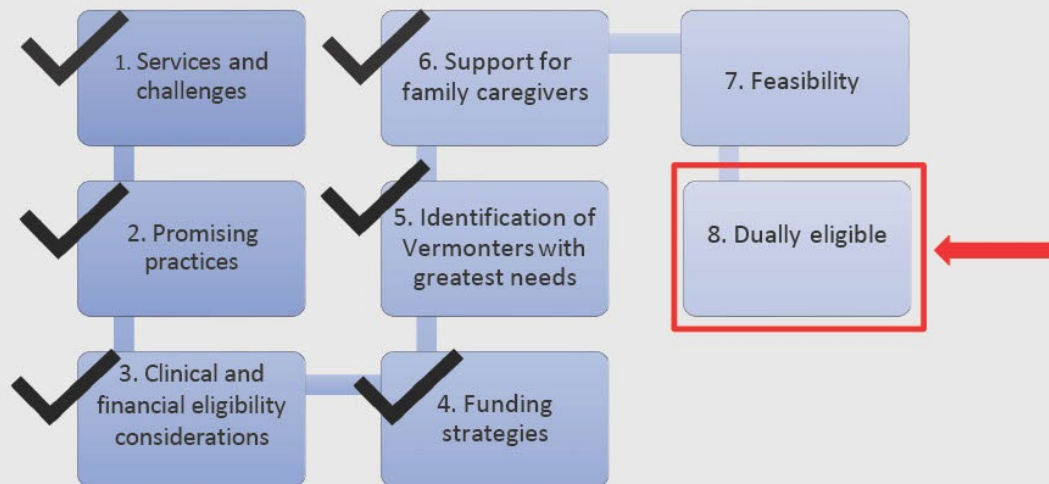 1. Services and
challenges
2. Promising
practices
3. Clinical and
financial eligibility
considerations
4. Funding
strategies
5. Identification of
Vermonters with
greatest needs
6. Support for
family caregivers
7. Feasibility
8. Dually eligible